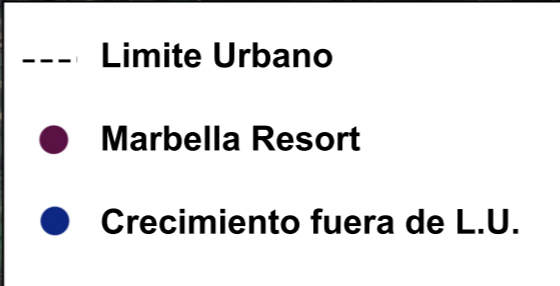 Limite Urbano
Marbella Resort
Crecimiento fuera de L.U.